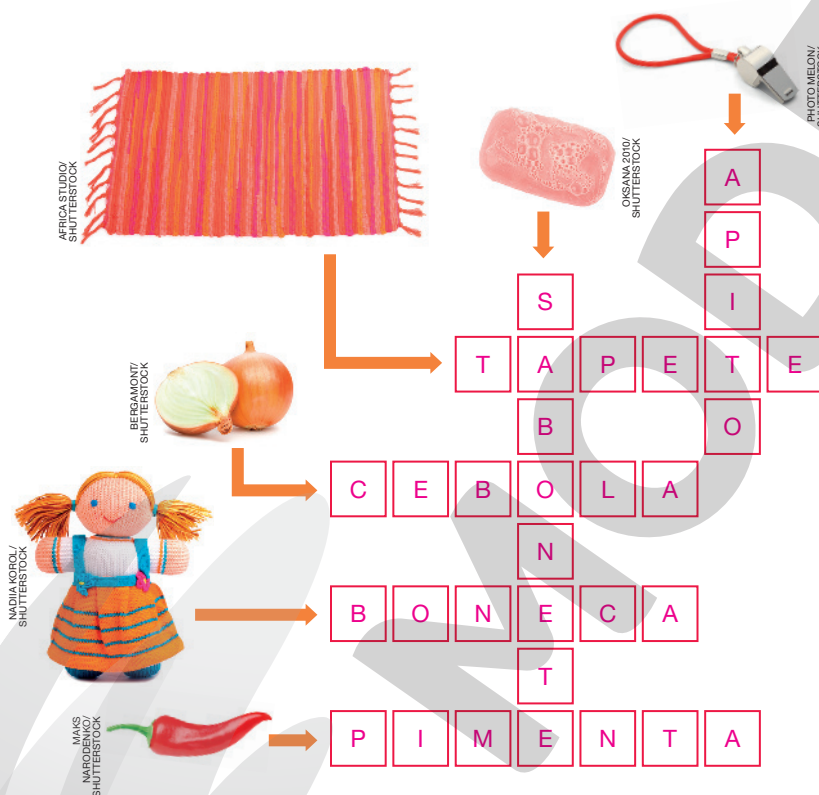 PHOTO MELON/
OKSANA 2010/
SHUTTERSTOCK
AFRICA STUDIO/
SHUTTERSTOCK
A
P
S I
T A P E T E
B O
BERGAMONT/
SHUTTERSTOCK
C E B O L A
N
NADIIA KOROL/
SHUTTERSTOCK
B O N E C A
T
MAKS
NARODENKO/
SHUTTERSTOCK
P I M E N T A